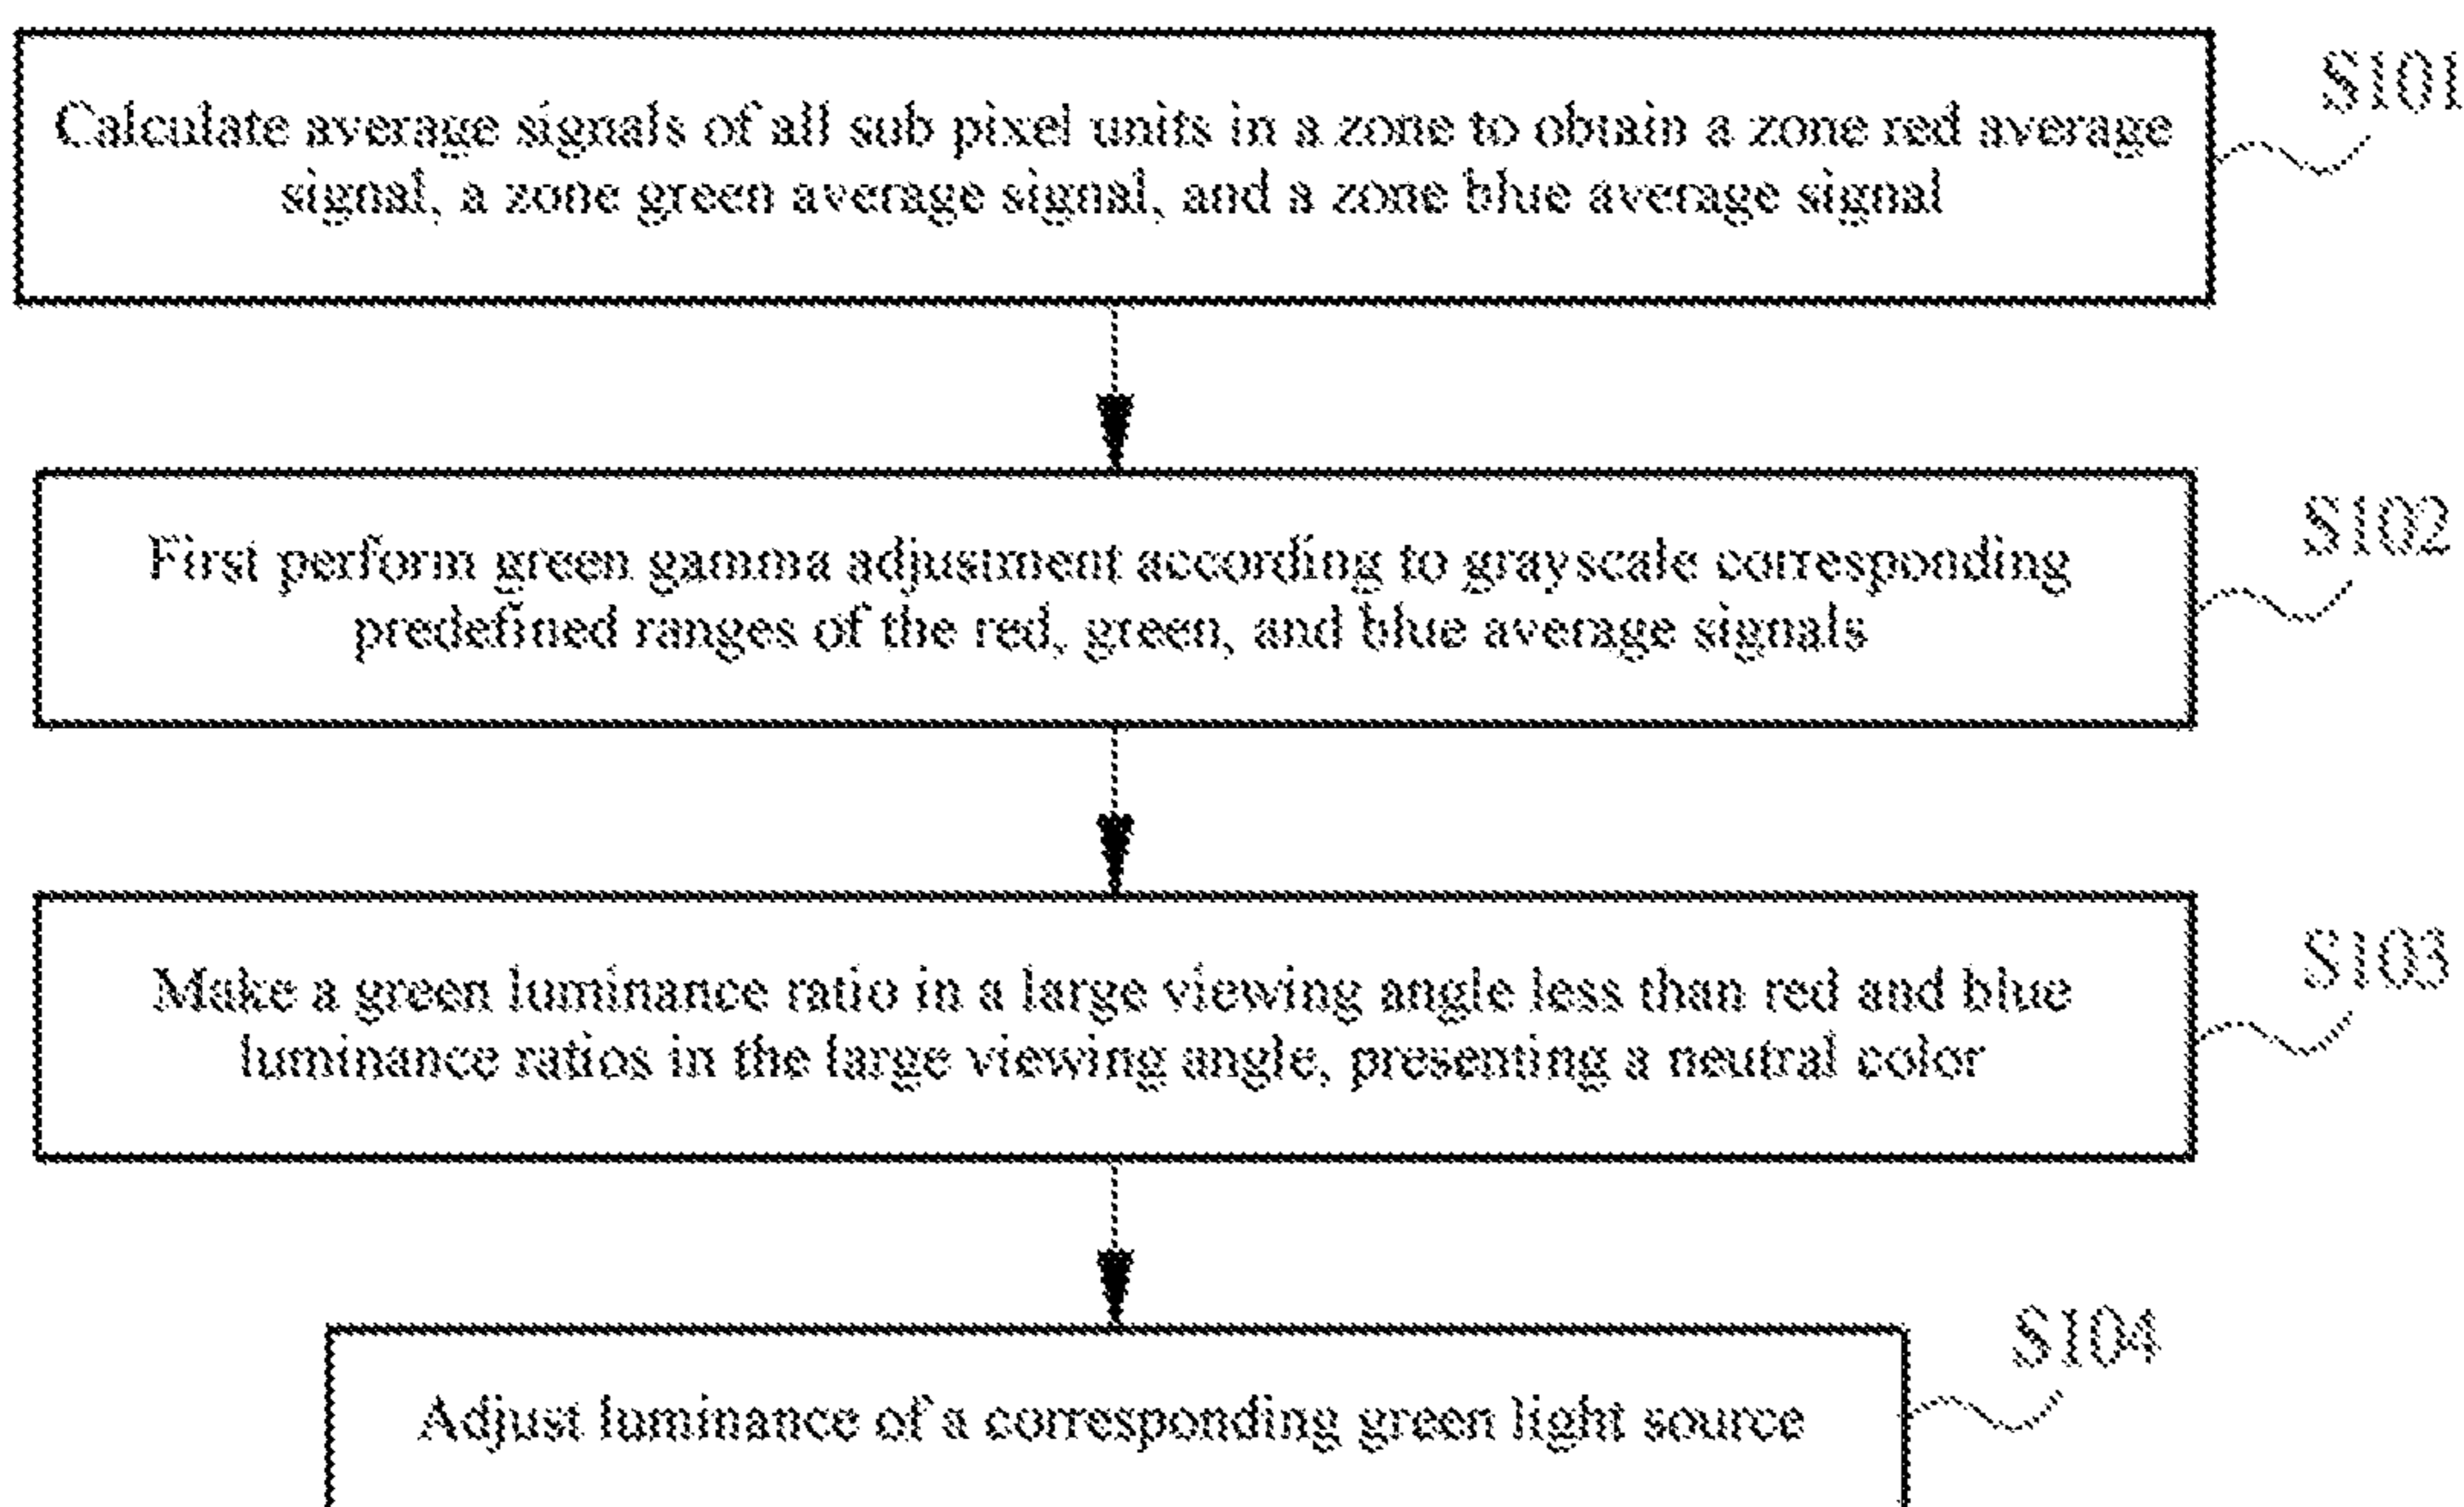 S101
Calculate average signals of all sub pixel units in a zone to obtain a zone red average
signal, a zone green average signal, and a zone blue average signal
S102
First perform green gamma adjustment according to grayscale corresponding
predefined ranges of the red, green, and blue average signals
S103
Make a green luminance ratio in a large viewing angle less than red and blue
luminance ratios in the large viewing angle, presenting a neutral color
S104
Adjust luminance of a corresponding green light source